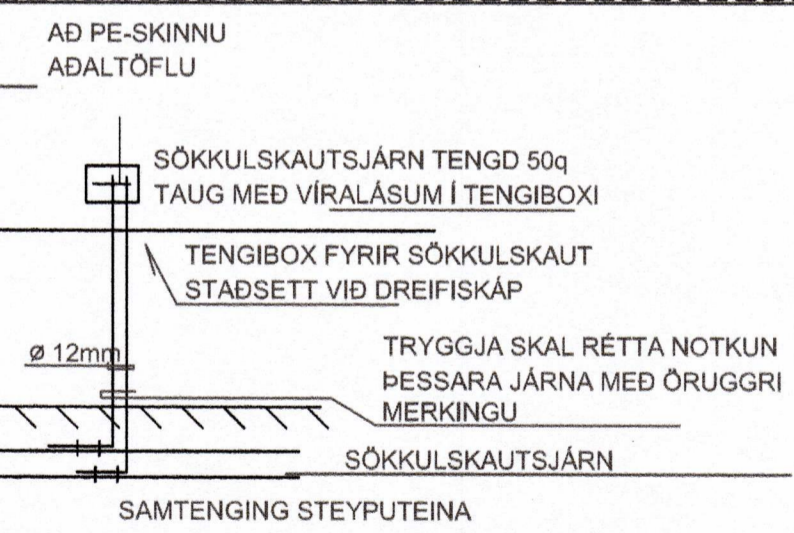 AÐ PE-SKINNU
AÐALTÖFLU
SÖKKULSKAUTSJÁRN TENGD 50q
TAUG MEÐ VÍRALÁSUM Í TENGIBOXI
TENGIBOX FYRIR SÖKKULSKAUT
STAÐSETT VIÐ DREIFISKÁP
ø 12mm
TRYGGJA SKAL RÉTTA NOTKUN
ÞESSARA JÁRNA MEÐ ÖRUGGRI
MERKINGU
SÖKKULSKAUTSJÁRN
SAMTENGING STEYPUTEINA